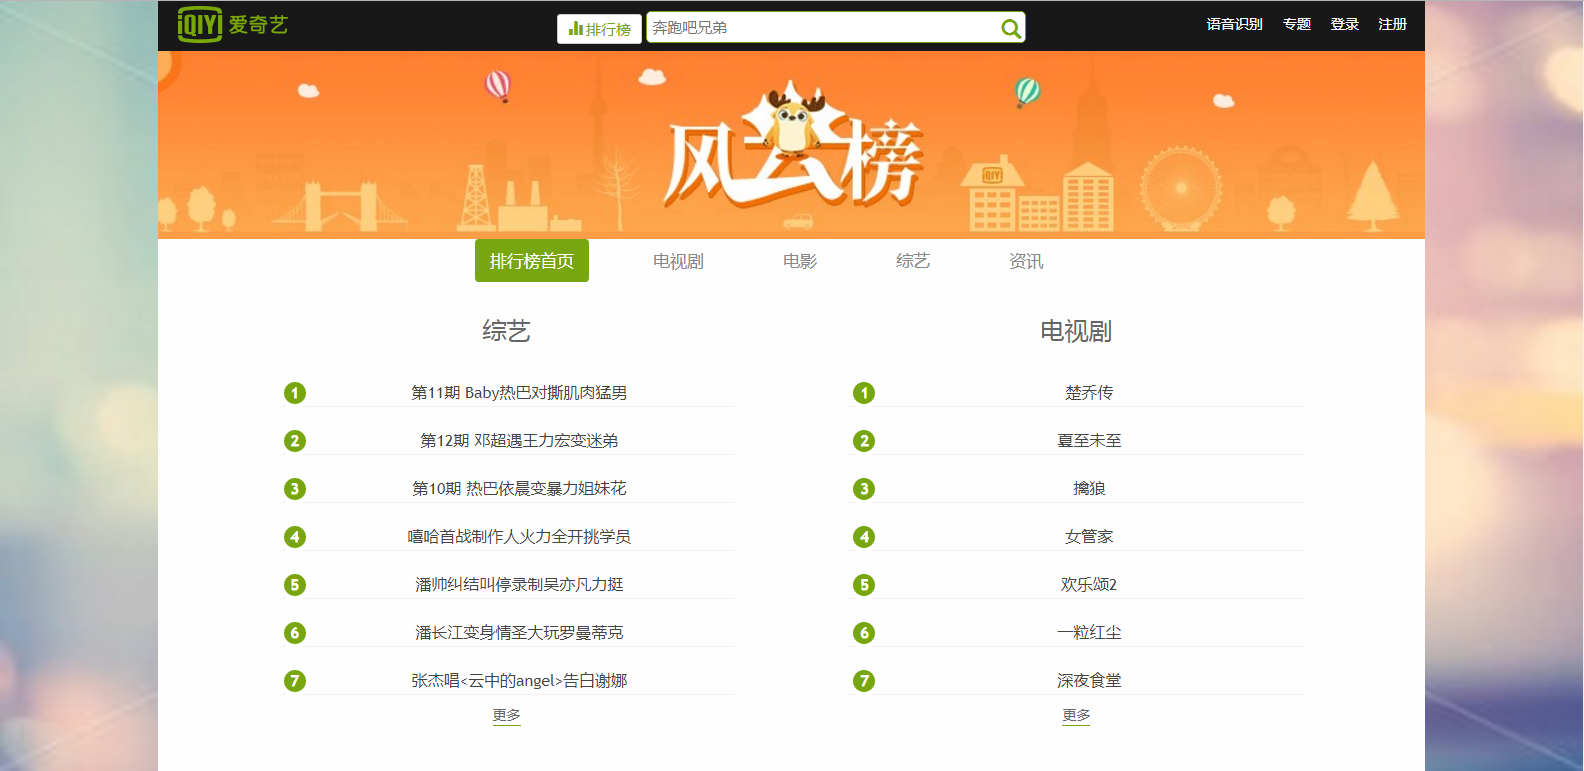 iQIYI 爱奇艺
排行榜
奔跑吧兄弟
语音识别 专题 登录 注册
风云榜
QIYI
排行榜首页 电视剧 电影 综艺 资讯
综艺
1 第11期 Baby热巴对撕肌肉猛男
2 第12期 邓超遇王力宏变迷弟
3 第10期 热巴依晨变暴力姐妹花
4 嘻哈首战制作人火力全开挑学员
5 潘帅纠结叫停录制吴亦凡力挺
6 潘长江变身情圣大玩罗曼蒂克
7 张杰唱<云中的angel>告白谢娜
更多
电视剧
1 楚乔传
2 夏至未至
3 擒狼
4 女管家
5 欢乐颂2
6 一粒红尘
7 深夜食堂
更多